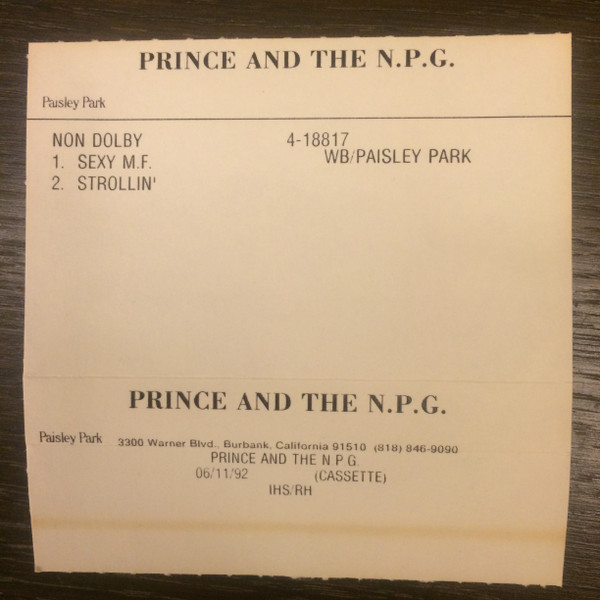 PRINCE AND THE N.P.G.
Paisley Park
NON DOLBY 4-18817
1. SEXY M.F. WB/PAISLEY PARK
2. STROLLIN'
PRINCE AND THE N.P.G.
Paisley Park 3300 Warner Blvd., Burbank, California 91510 (818) 846-9090
PRINCE AND THE N P G.
06/11/92 (CASSETTE)
IHS/RH